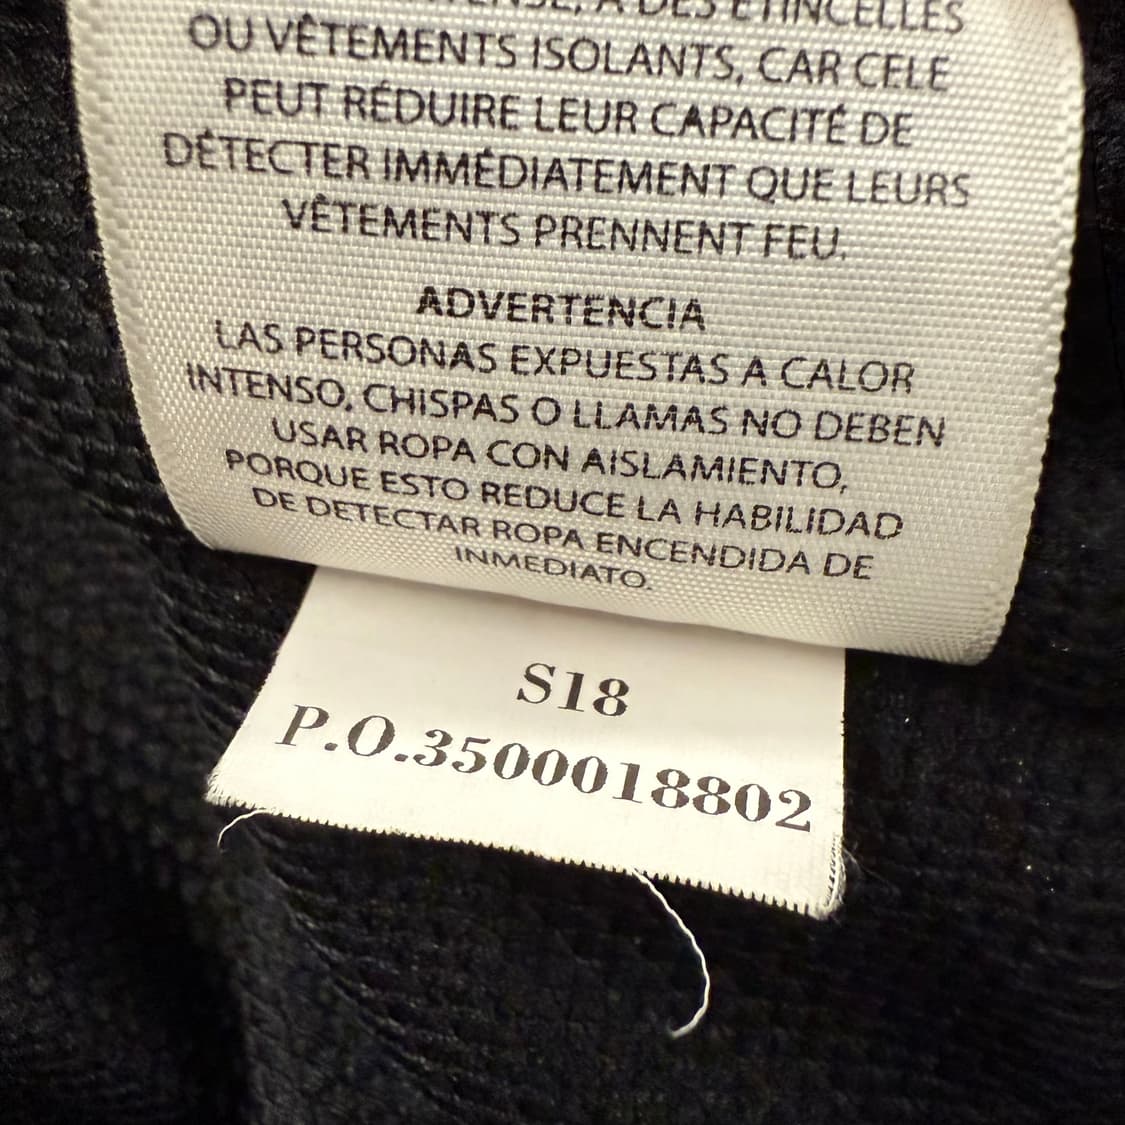 À DES ÉTINCELLES
OU VÊTEMENTS ISOLANTS, CAR CELE
PEUT RÉDUIRE LEUR CAPACITÉ DE
DÉTECTER IMMÉDIATEMENT QUE LEURS
VÊTEMENTS PRENNENT FEU.
ADVERTENCIA
LAS PERSONAS EXPUESTAS A CALOR
INTENSO, CHISPAS O LLAMAS NO DEBEN
USAR ROPA CON AISLAMIENTO,
PORQUE ESTO REDUCE LA HABILIDAD
DE DETECTAR ROPA ENCENDIDA DE
INMEDIATO.
S18
P.O.3500018802